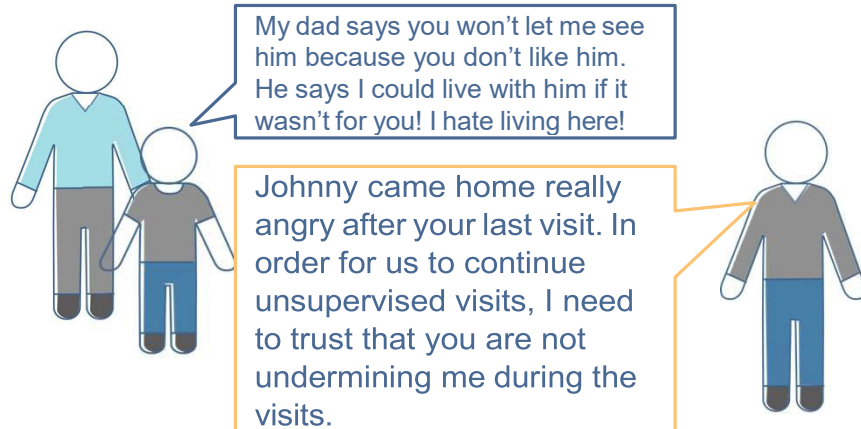 My dad says you won’t let me see
him because you don’t like him.
He says I could live with him if it
wasn’t for you! I hate living here!
Johnny came home really
angry after your last visit. In
order for us to continue
unsupervised visits, I need
to trust that you are not
undermining me during the
visits.